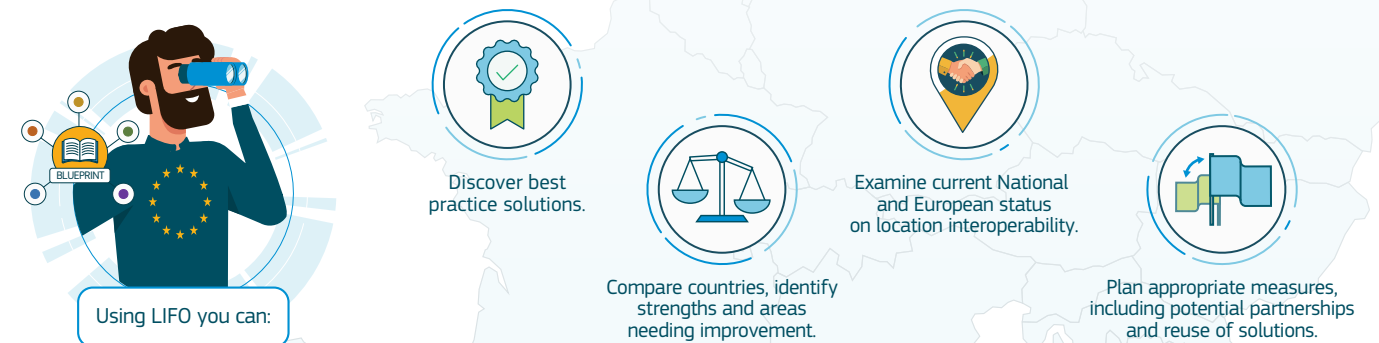 BLUEPRINT
Using LIFO you can:
Discover best
practice solutions.
Compare countries, identify
strengths and areas
needing improvement.
Examine current National
and European status
on location interoperability.
Plan appropriate measures,
including potential partnerships
and reuse of solutions.